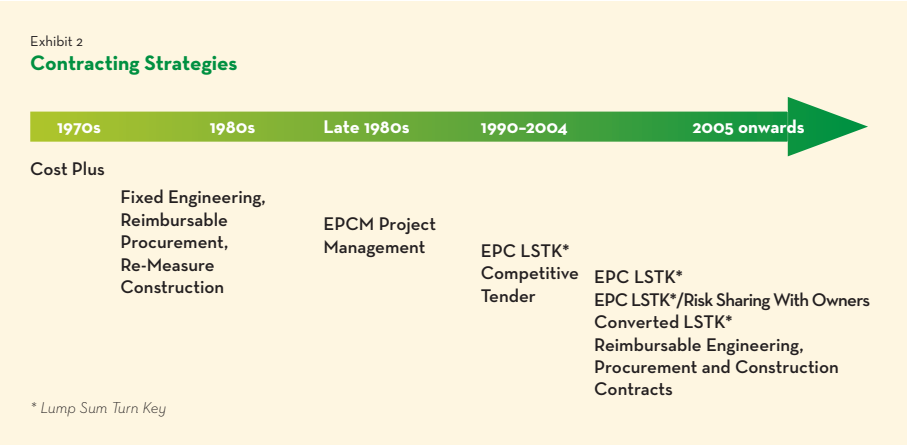 Exhibit 2
Contracting Strategies
1970s
1980s
Late 1980s
1990–2004
2005 onwards
Cost Plus
Fixed Engineering,
Reimbursable
Procurement,
Re-Measure
Construction
EPCM Project
Management
EPC LSTK*
Competitive
Tender
EPC LSTK*
EPC LSTK*/Risk Sharing With Owners
Converted LSTK*
Reimbursable Engineering,
Procurement and Construction
Contracts
* Lump Sum Turn Key